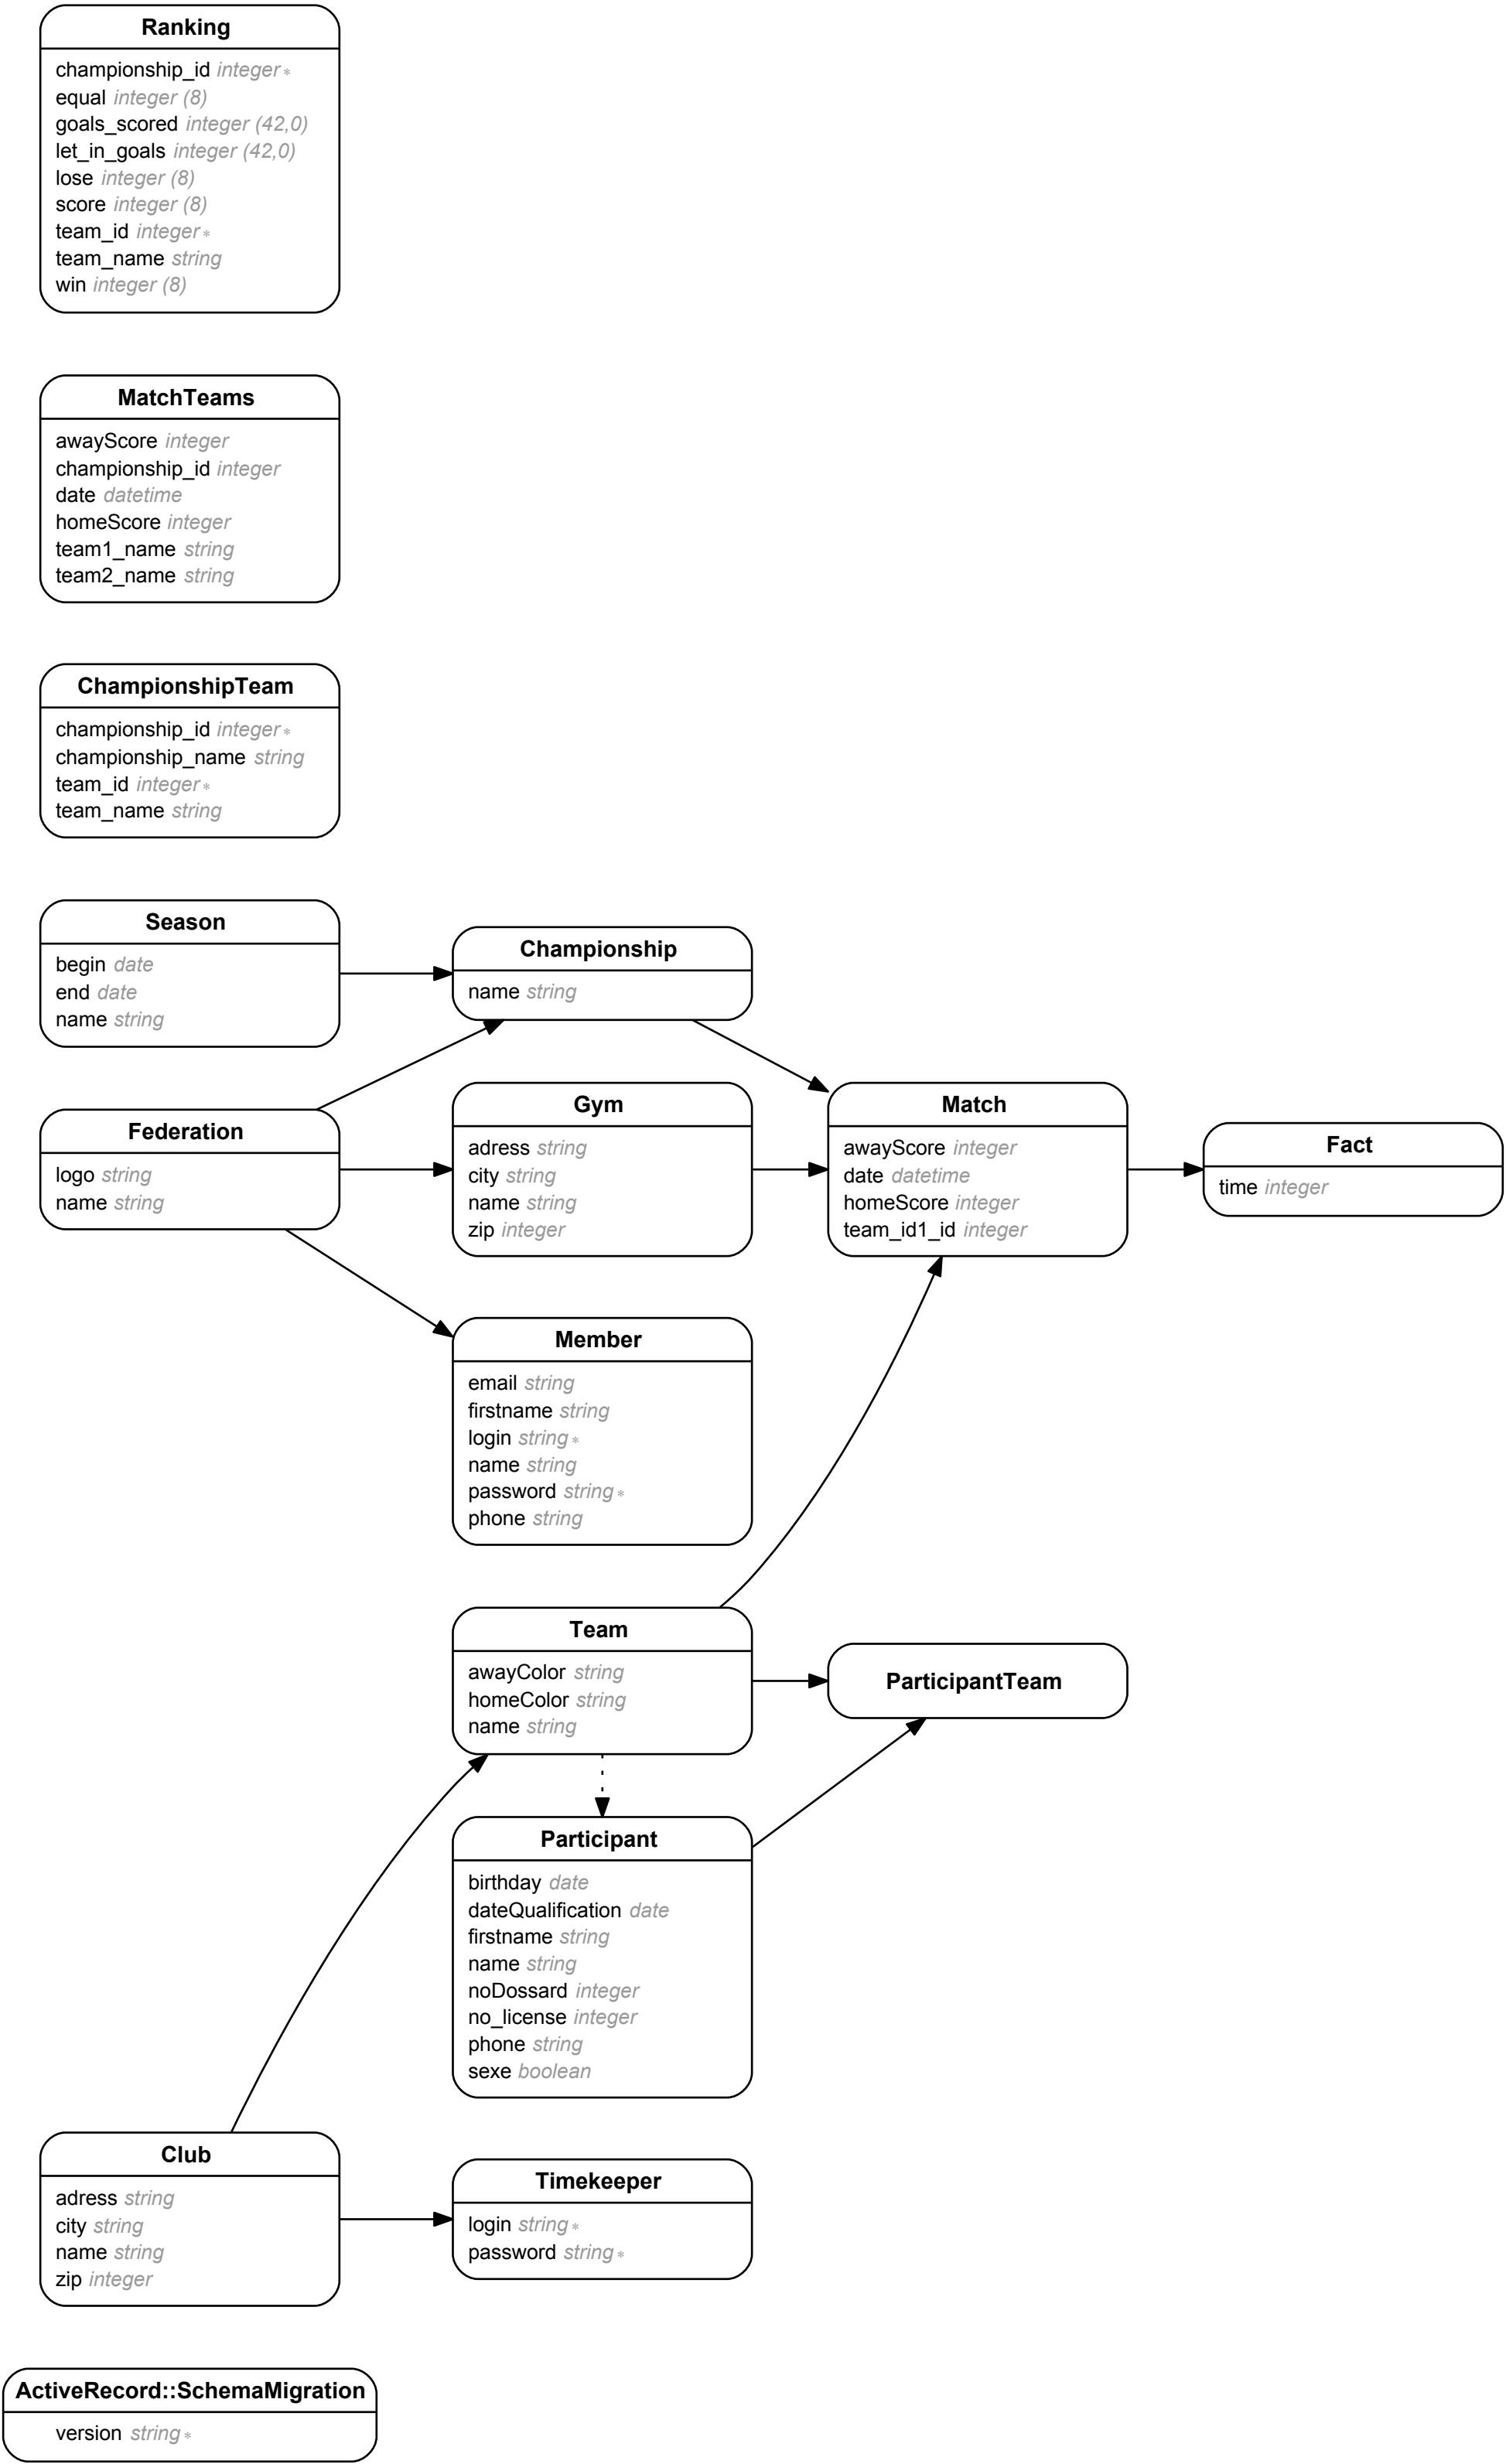 Ranking
championship_id integer *
equal integer (8)
goals_scored integer (42,0)
let_in_goals integer (42,0)
lose integer (8)
score integer (8)
team_id integer *
team_name string
win integer (8)
MatchTeams
awayScore integer
championship_id integer
date datetime
homeScore integer
team1_name string
team2_name string
ChampionshipTeam
championship_id integer *
championship_name string
team_id integer *
team_name string
Season
begin date
end date
name string
Championship
name string
Federation
logo string
name string
Gym
adress string
city string
name string
zip integer
Match
awayScore integer
date datetime
homeScore integer
team_id1_id integer
Fact
time integer
Member
email string
firstname string
login string *
name string
password string *
phone string
Team
awayColor string
homeColor string
name string
ParticipantTeam
Participant
birthday date
dateQualification date
firstname string
name string
noDossard integer
no_license integer
phone string
sexe boolean
Club
adress string
city string
name string
zip integer
Timekeeper
login string *
password string *
ActiveRecord::SchemaMigration
version string *